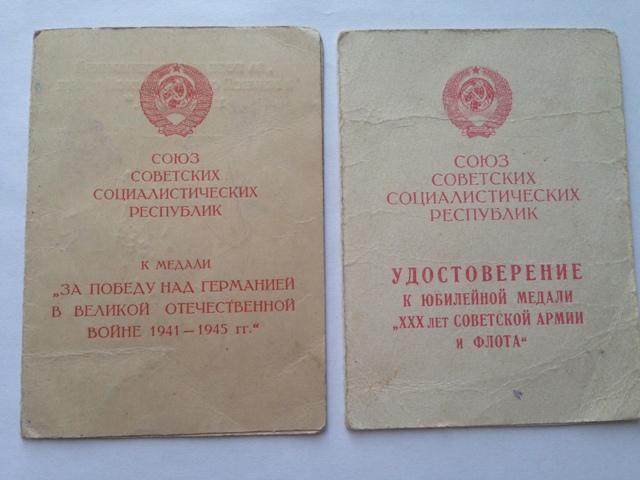 СОЮЗ
СОВЕТСКИХ
СОЦИАЛИСТИЧЕСКИХ
РЕСПУБЛИК
К МЕДАЛИ
„ЗА ПОБЕДУ НАД ГЕРМАНИЕЙ
В ВЕЛИКОЙ ОТЕЧЕСТВЕННОЙ
ВОЙНЕ 1941—1945 гг.“
СОЮЗ
СОВЕТСКИХ
СОЦИАЛИСТИЧЕСКИХ
РЕСПУБЛИК
УДОСТОВЕРЕНИЕ
К ЮБИЛЕЙНОЙ МЕДАЛИ
„XXX ЛЕТ СОВЕТСКОЙ АРМИИ
И ФЛОТА“